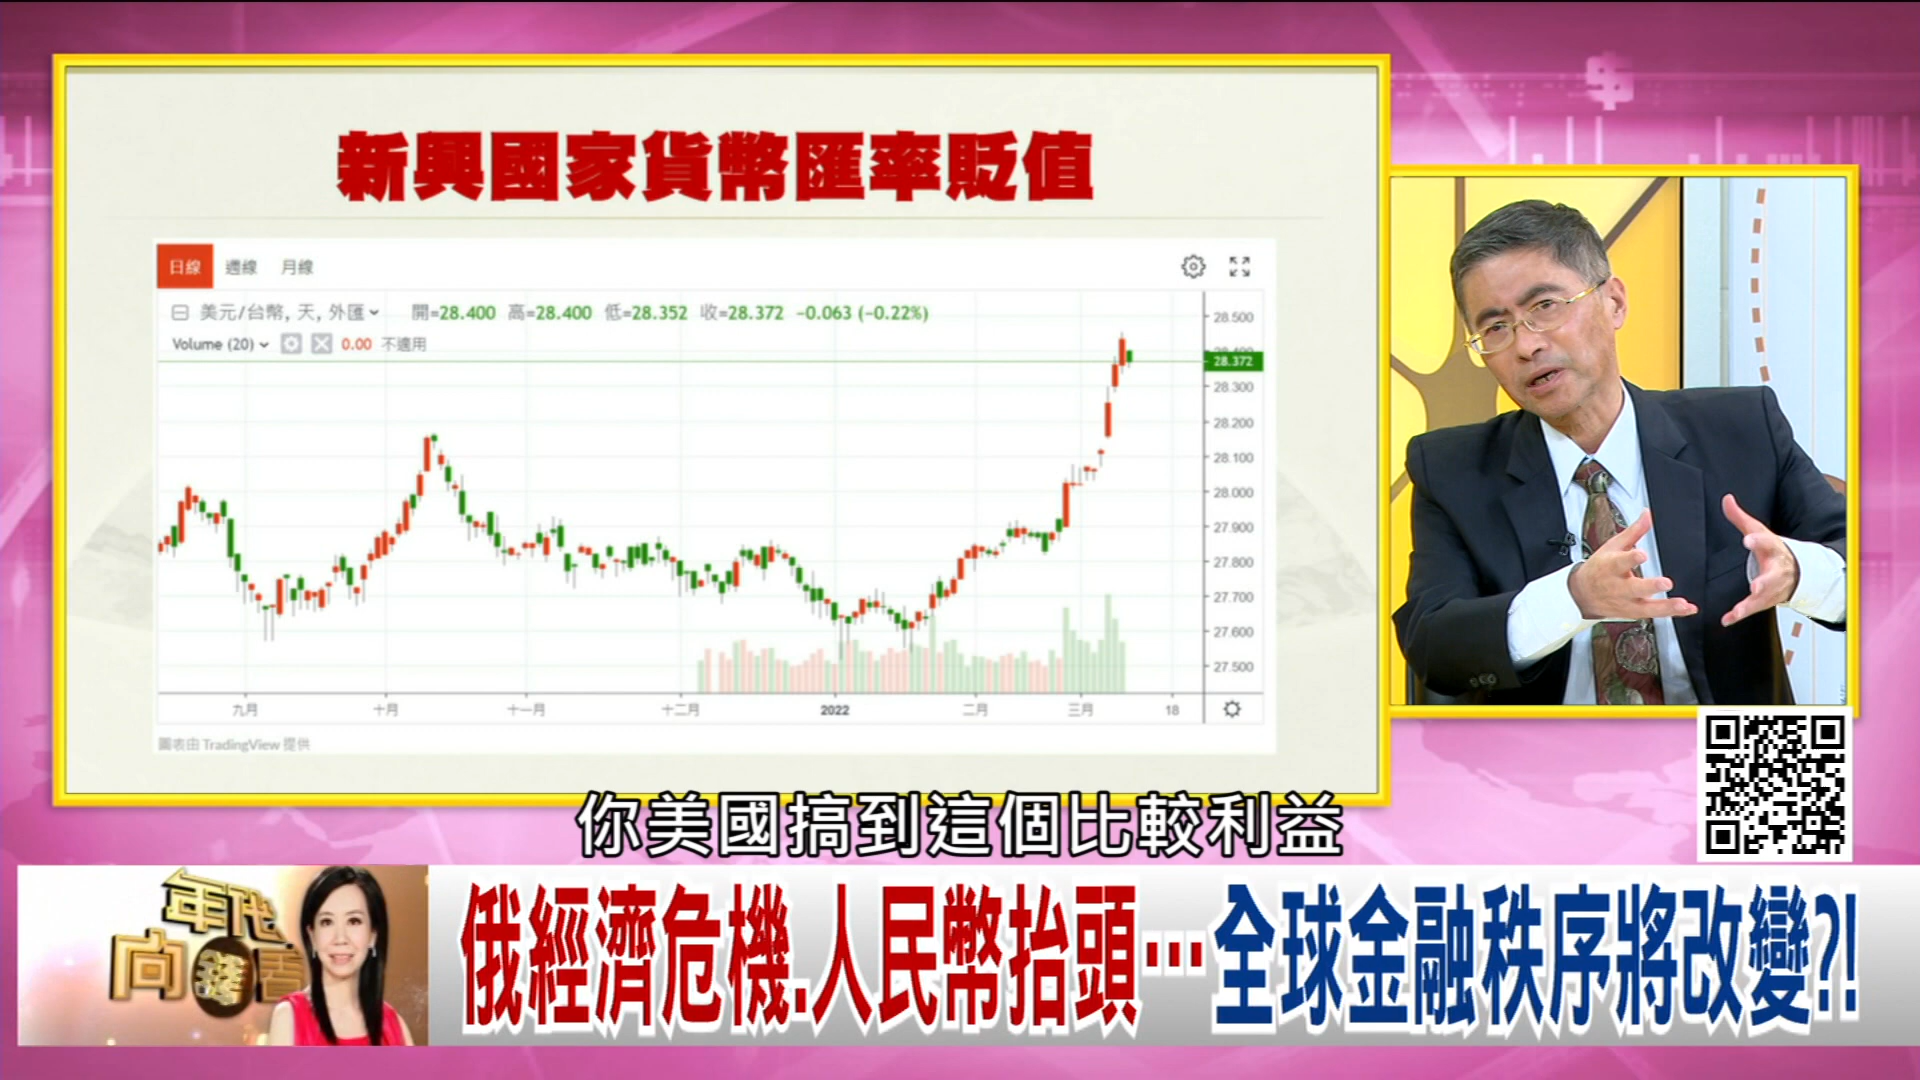 新興國家貨幣匯率貶值
日線 週線 月線
美元/台幣, 天, 外匯 開=28.400 高=28.400 低=28.352 收=28.372 −0.063 (−0.22%)
Volume (20) 0.00 不適用
28.500
28.400
28.372
28.300
28.200
28.100
28.000
27.900
27.800
27.700
27.600
27.500
九月 十月 十一月 十二月 2022 二月 三月 18
圖表由 TradingView 提供
你美國搞到這個比較利益
年代
向錢看
俄經濟危機.人民幣抬頭…全球金融秩序將改變?!